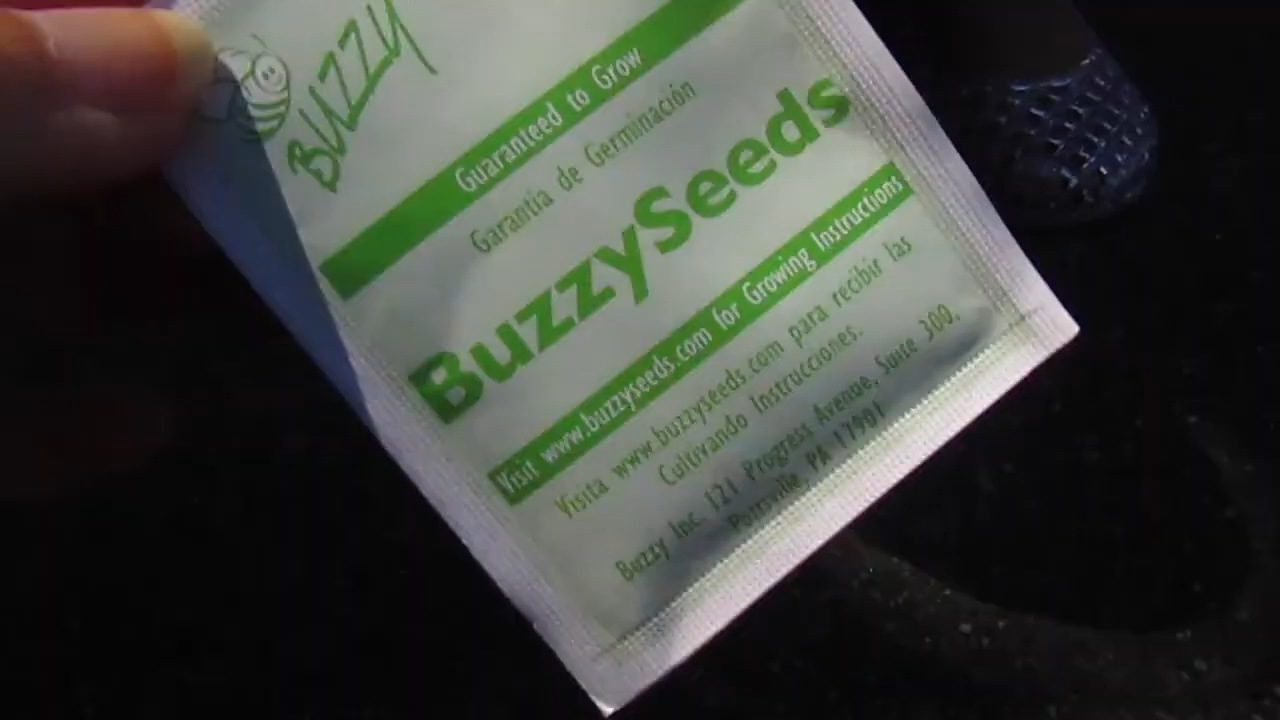 BUZZY
Guaranteed to Grow
Garantía de Germinación
BuzzySeeds
Visit www.buzzyseeds.com for Growing Instructions
Visita www.buzzyseeds.com para recibir las
Cultivando Instrucciones.
Buzzy Inc. 121 Progress Avenue, Suite 300,
Pottsville, PA 17901